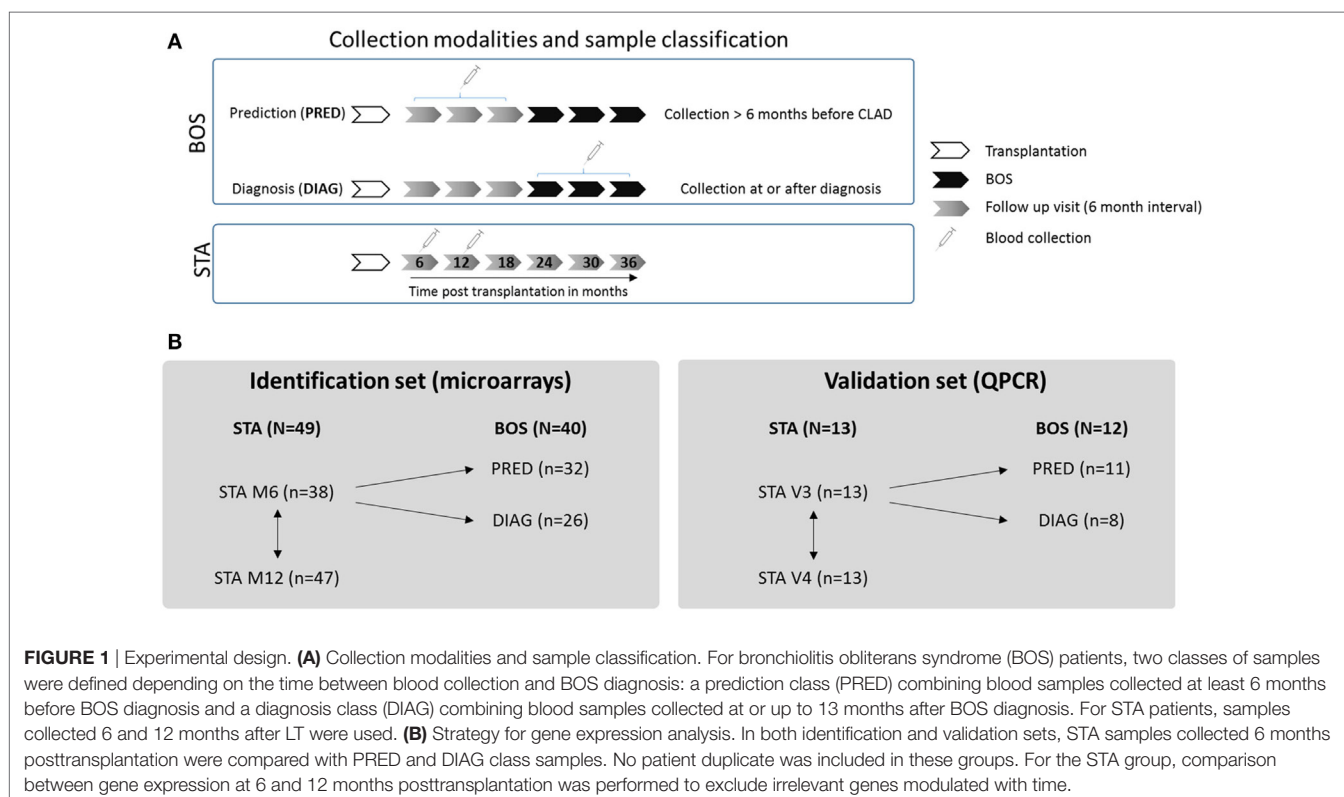 A
Collection modalities and sample classification
BOS
Prediction (PRED)
Collection > 6 months before CLAD
Diagnosis (DIAG)
Collection at or after diagnosis
STA
6 12 18 24 30 36
Time post transplantation in months
Transplantation
BOS
Follow up visit (6 month interval)
Blood collection
B
Identification set (microarrays)
STA (N=49)
BOS (N=40)
PRED (n=32)
STA M6 (n=38)
DIAG (n=26)
STA M12 (n=47)
Validation set (QPCR)
STA (N=13)
BOS (N=12)
PRED (n=11)
STA V3 (n=13)
DIAG (n=8)
STA V4 (n=13)
FIGURE 1 | Experimental design. (A) Collection modalities and sample classification. For bronchiolitis obliterans syndrome (BOS) patients, two classes of samples
were defined depending on the time between blood collection and BOS diagnosis: a prediction class (PRED) combining blood samples collected at least 6 months
before BOS diagnosis and a diagnosis class (DIAG) combining blood samples collected at or up to 13 months after BOS diagnosis. For STA patients, samples
collected 6 and 12 months after LT were used. (B) Strategy for gene expression analysis. In both identification and validation sets, STA samples collected 6 months
posttransplantation were compared with PRED and DIAG class samples. No patient duplicate was included in these groups. For the STA group, comparison
between gene expression at 6 and 12 months posttransplantation was performed to exclude irrelevant genes modulated with time.